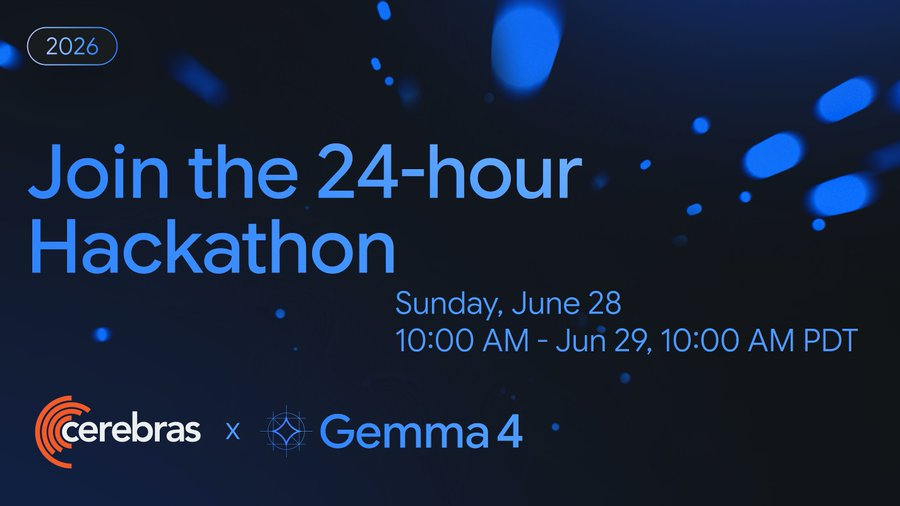 2026
Join the 24-hour
Hackathon
Sunday, June 28
10:00 AM - Jun 29, 10:00 AM PDT
cerebras x Gemma 4